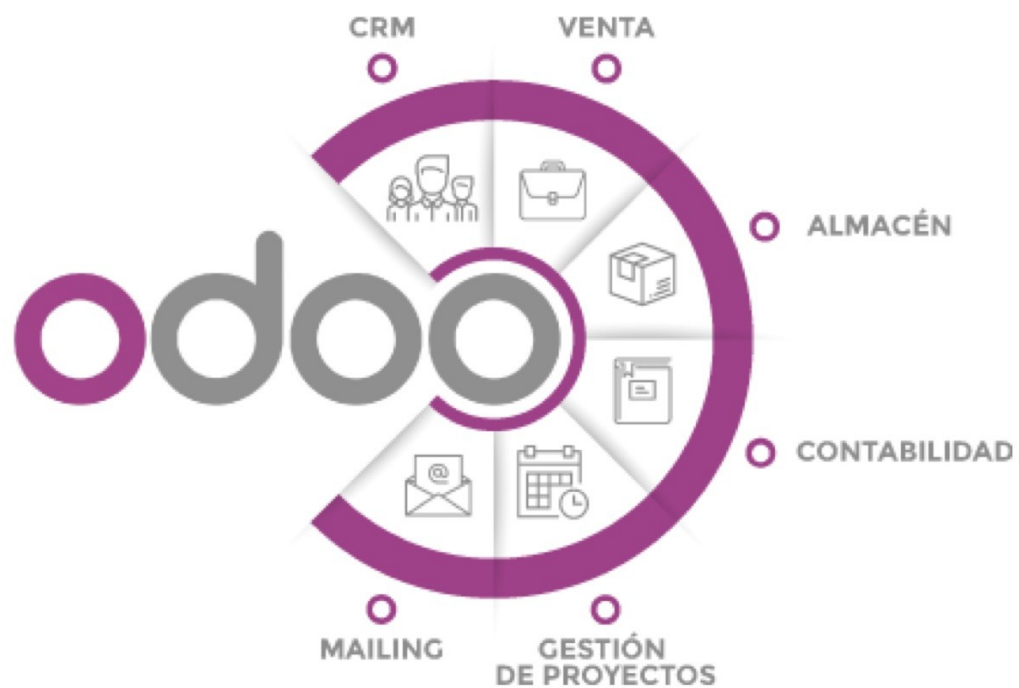 CRM
VENTA
ALMACÉN
odoo
@
CONTABILIDAD
MAILING
GESTIÓN
DE PROYECTOS